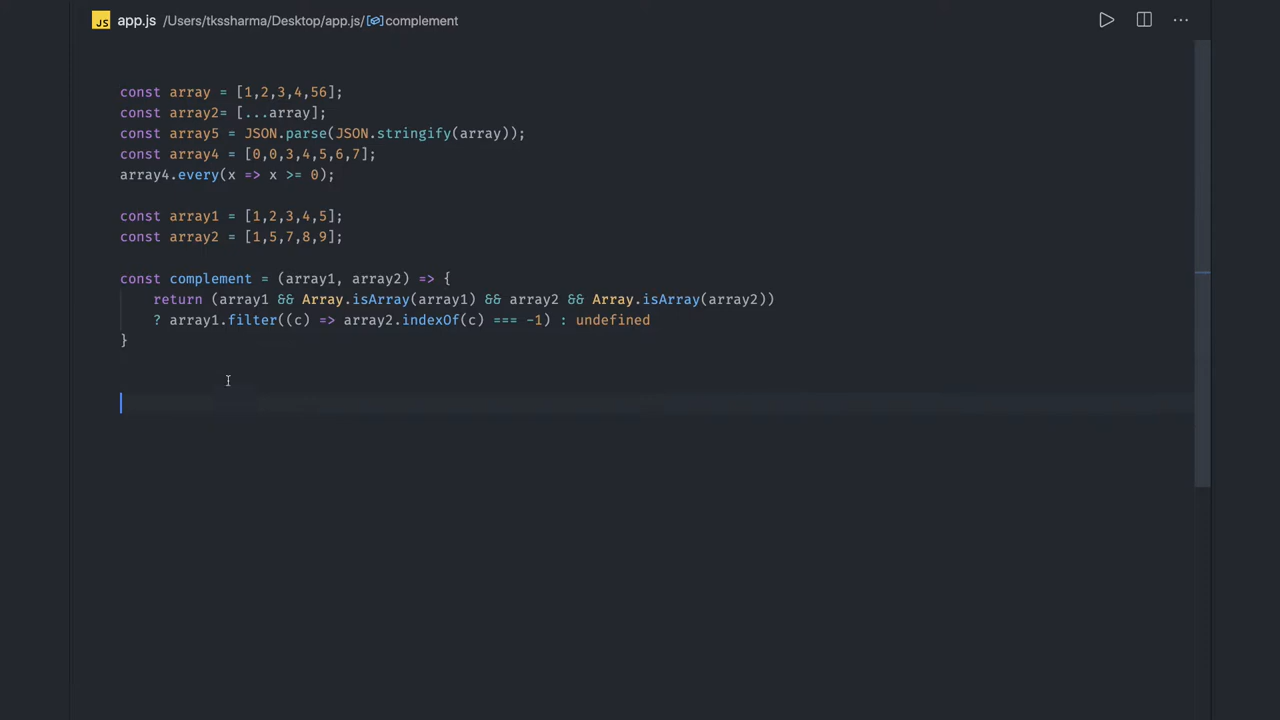 JS app.js /Users/tkssharma/Desktop/app.js/complement
const array = [1,2,3,4,56];
const array2= [...array];
const array5 = JSON.parse(JSON.stringify(array));
const array4 = [0,0,3,4,5,6,7];
array4.every(x => x >= 0);
const array1 = [1,2,3,4,5];
const array2 = [1,5,7,8,9];
const complement = (array1, array2) => {
return (array1 && Array.isArray(array1) && array2 && Array.isArray(array2))
? array1.filter((c) => array2.indexOf(c) === -1) : undefined
}